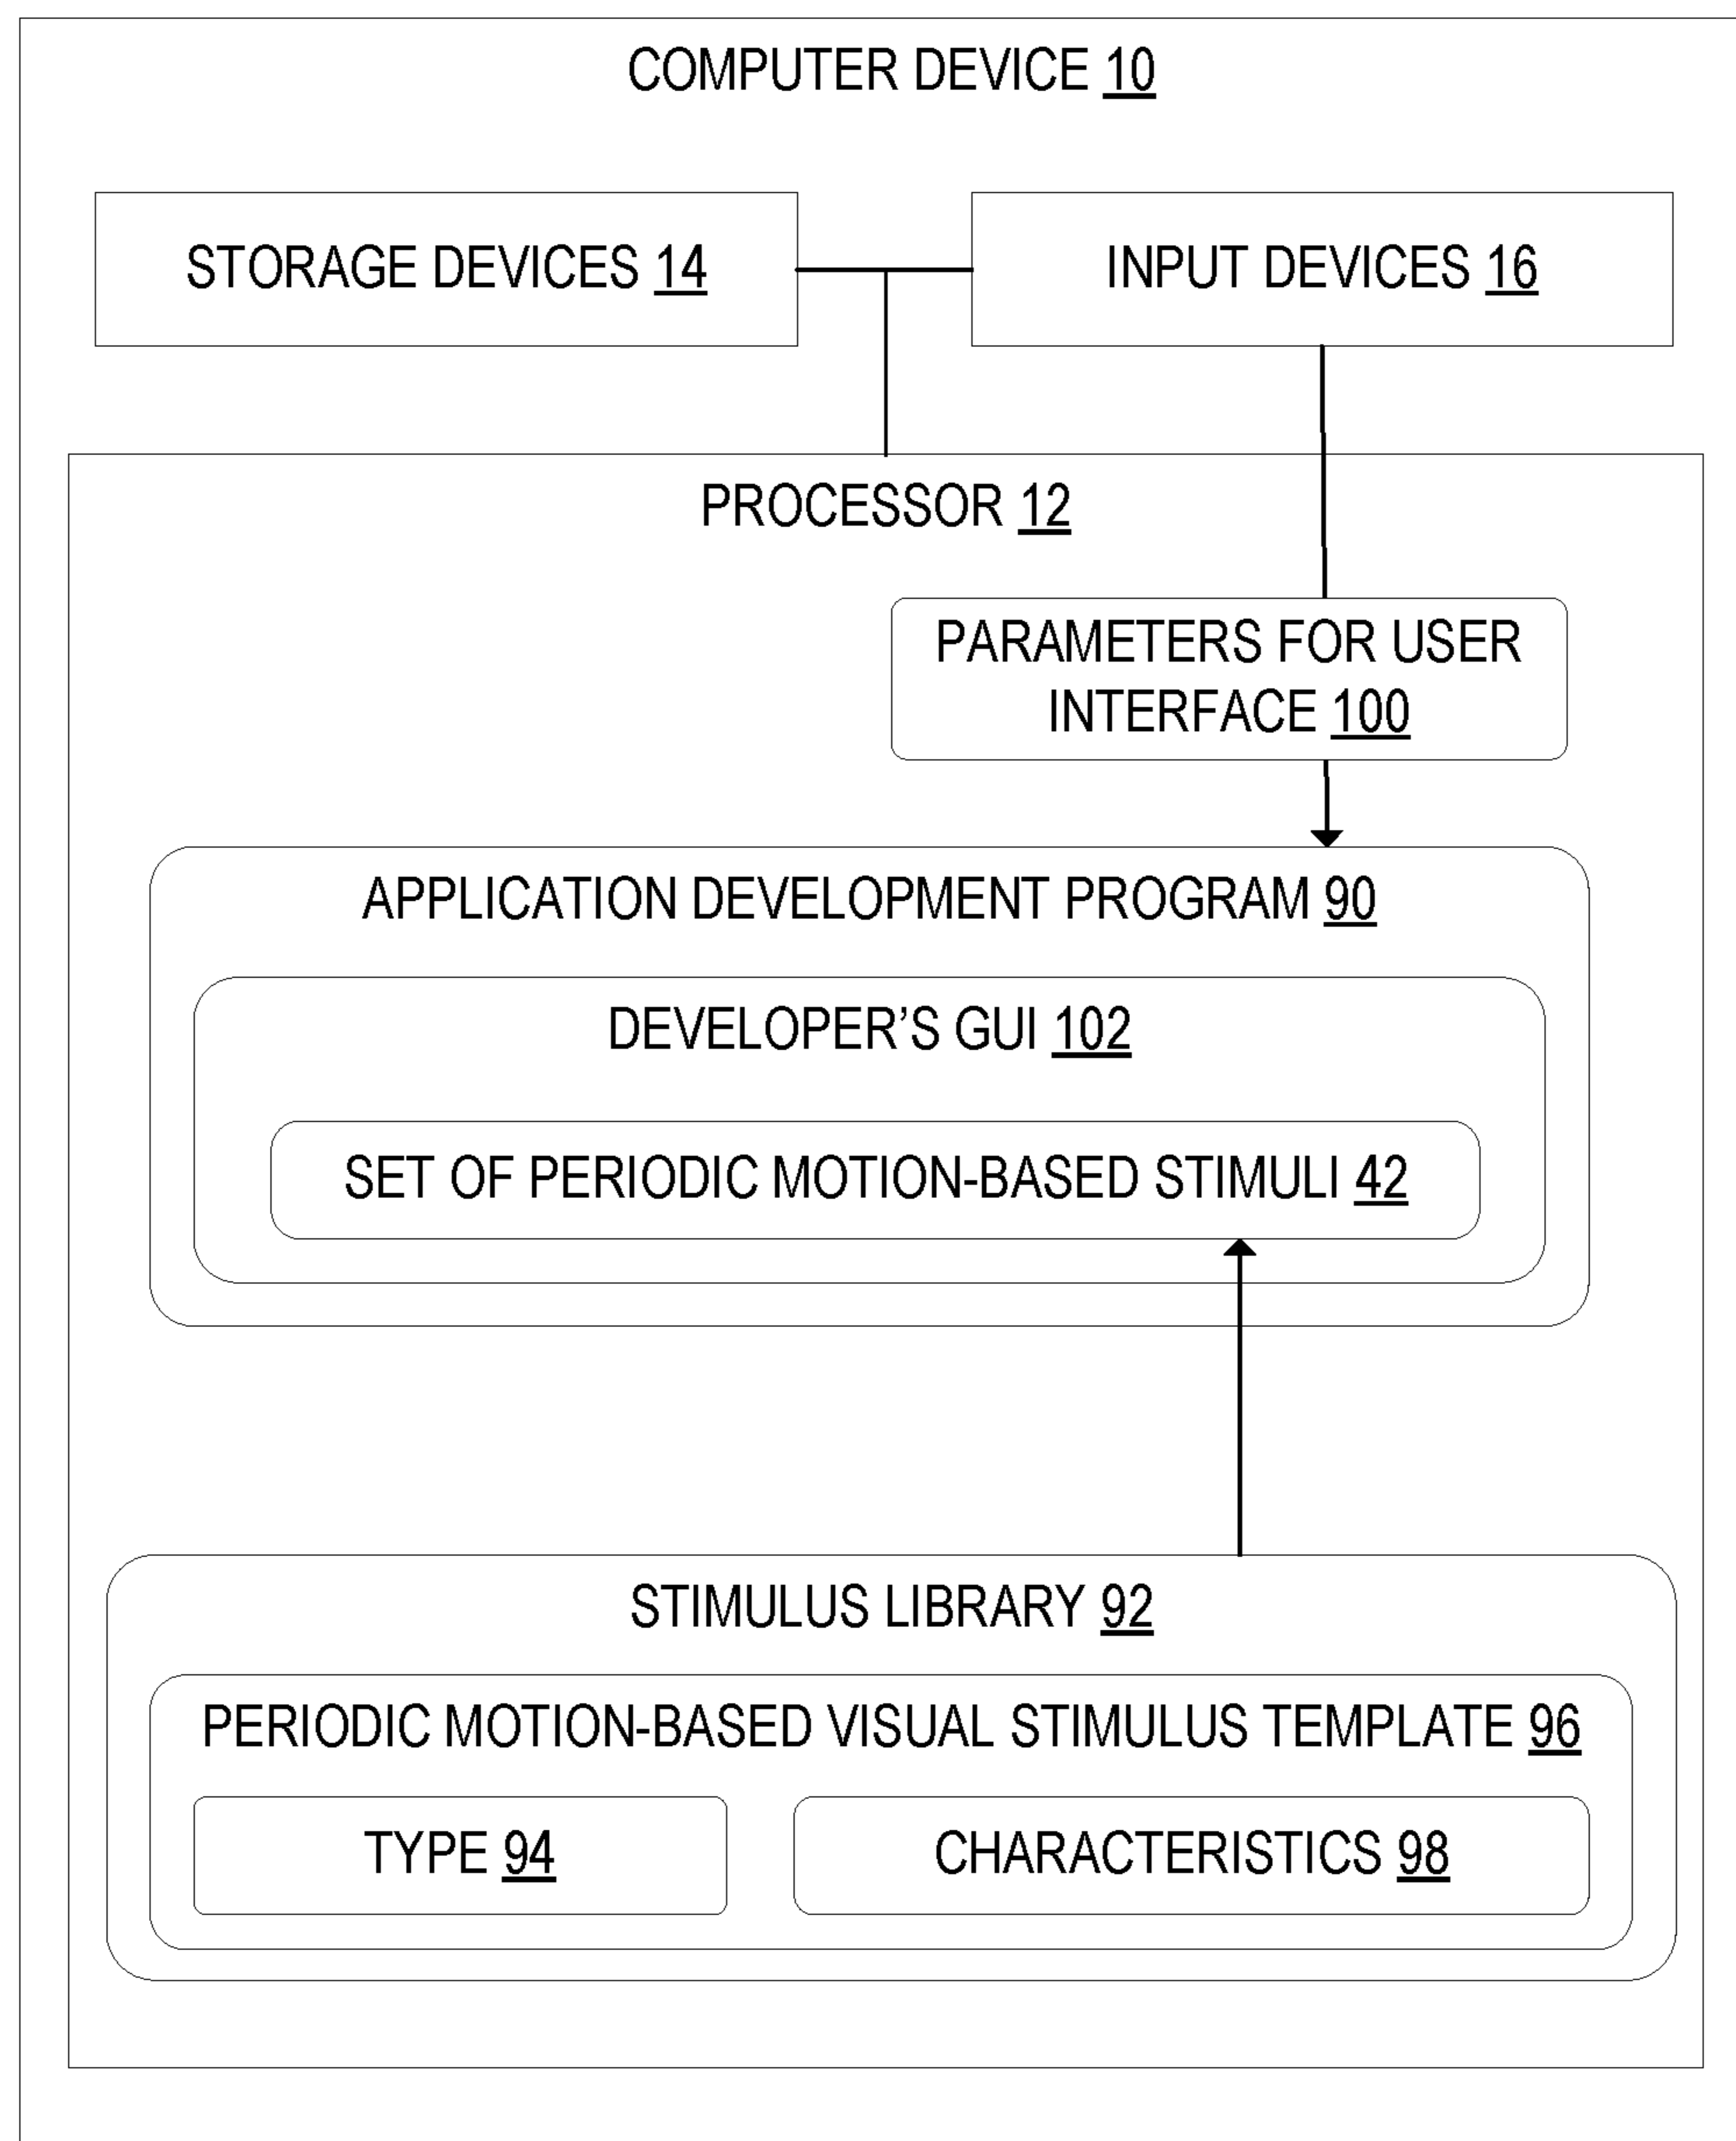 COMPUTER DEVICE 10
STORAGE DEVICES 14
INPUT DEVICES 16
PROCESSOR 12
PARAMETERS FOR USER
INTERFACE 100
APPLICATION DEVELOPMENT PROGRAM 90
DEVELOPER’S GUI 102
SET OF PERIODIC MOTION-BASED STIMULI 42
STIMULUS LIBRARY 92
PERIODIC MOTION-BASED VISUAL STIMULUS TEMPLATE 96
TYPE 94
CHARACTERISTICS 98